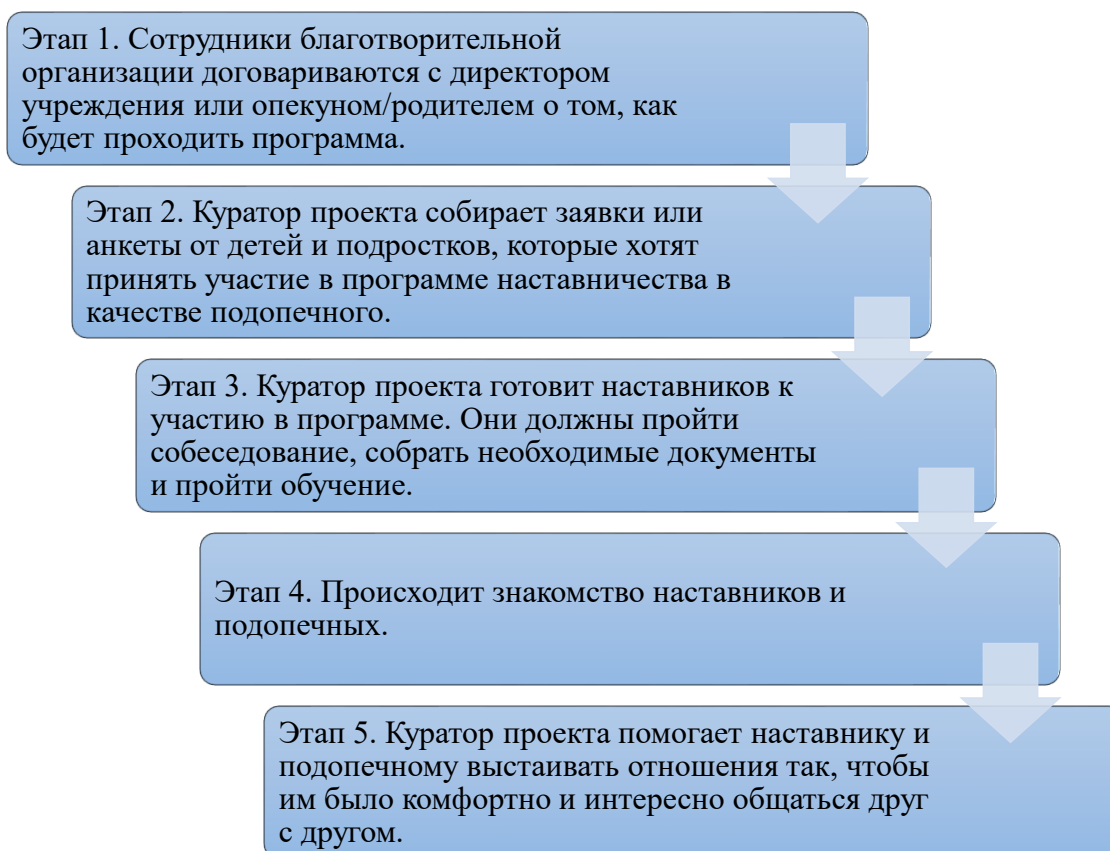 Этап 1. Сотрудники благотворительной
организации договариваются с директором
учреждения или опекуном/родителем о том, как
будет проходить программа.
Этап 2. Куратор проекта собирает заявки или
анкеты от детей и подростков, которые хотят
принять участие в программе наставничества в
качестве подопечного.
Этап 3. Куратор проекта готовит наставников к
участию в программе. Они должны пройти
собеседование, собрать необходимые документы
и пройти обучение.
Этап 4. Происходит знакомство наставников и
подопечных.
Этап 5. Куратор проекта помогает наставнику и
подопечному выстаивать отношения так, чтобы
им было комфортно и интересно общаться друг
с другом.